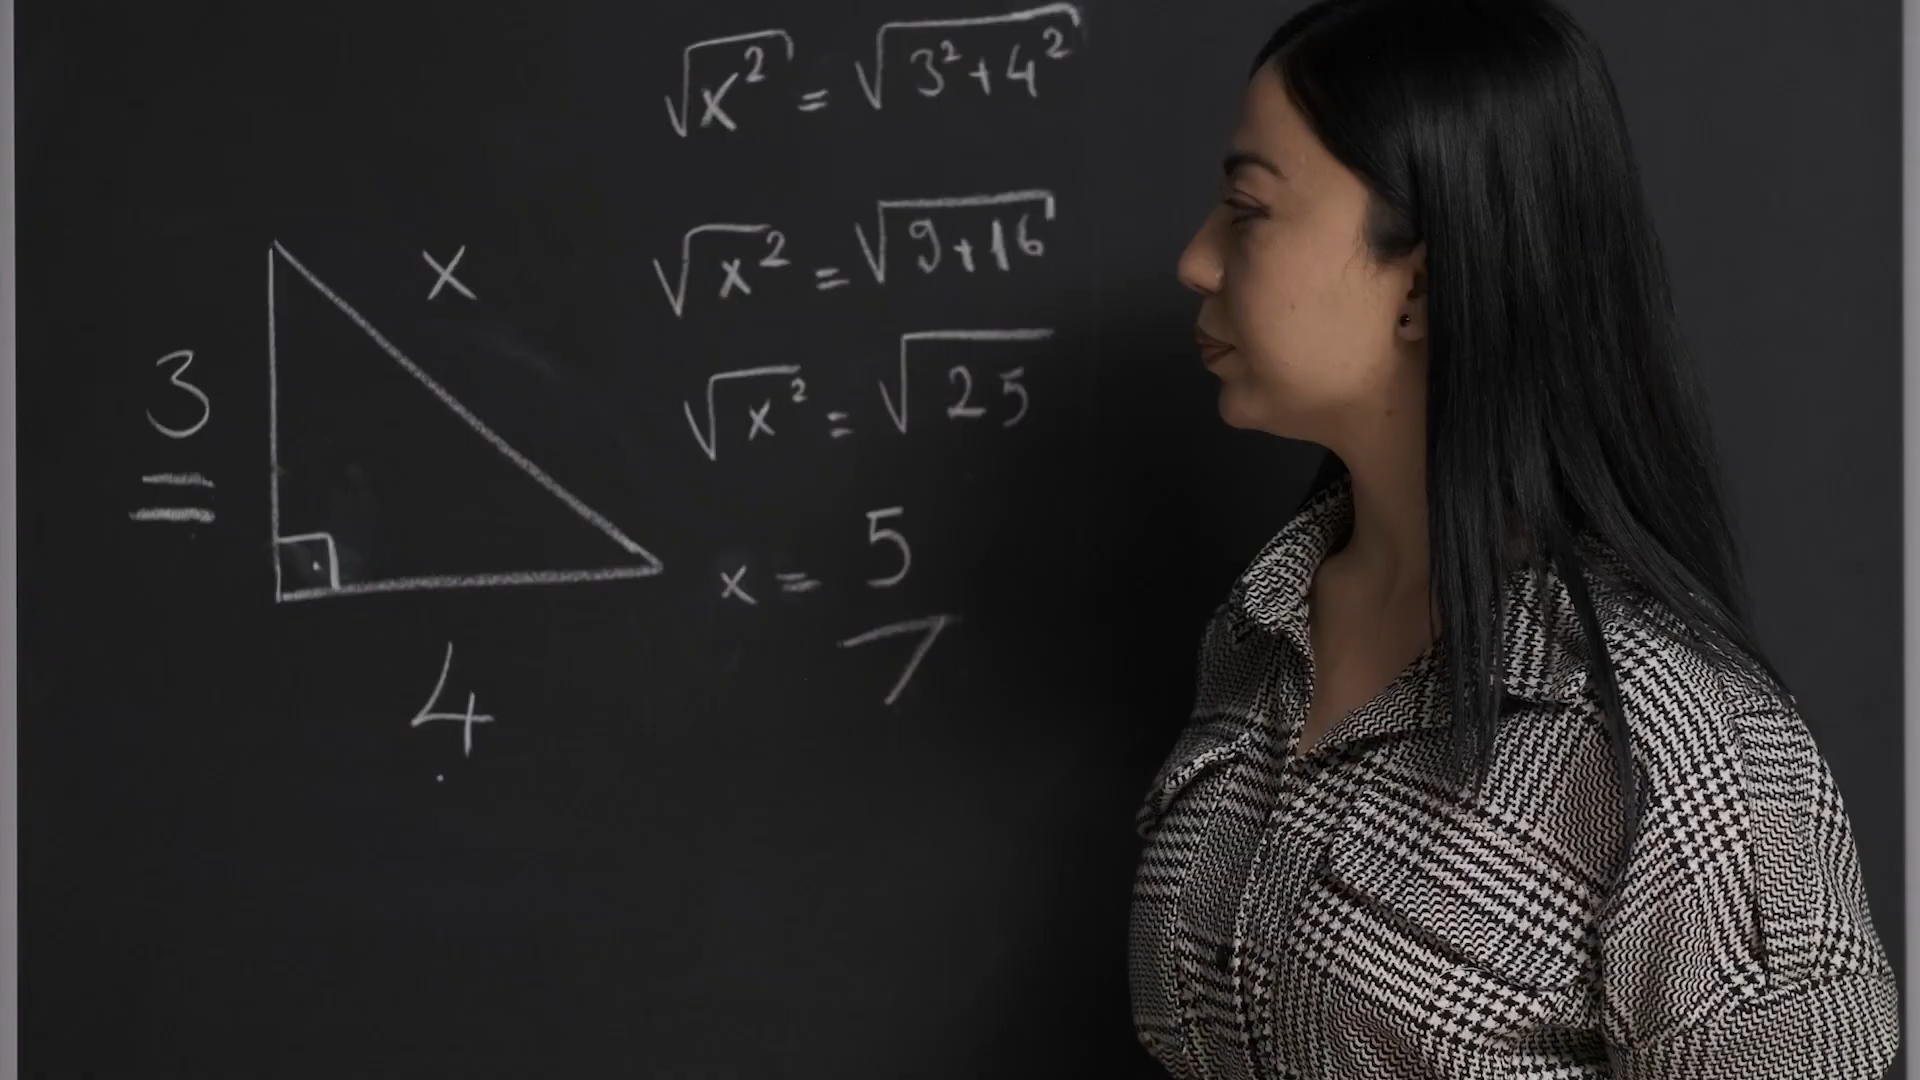 √x² = √3²+4²
√x² = √9+16
x
√x² = √25
3
x = 5
4